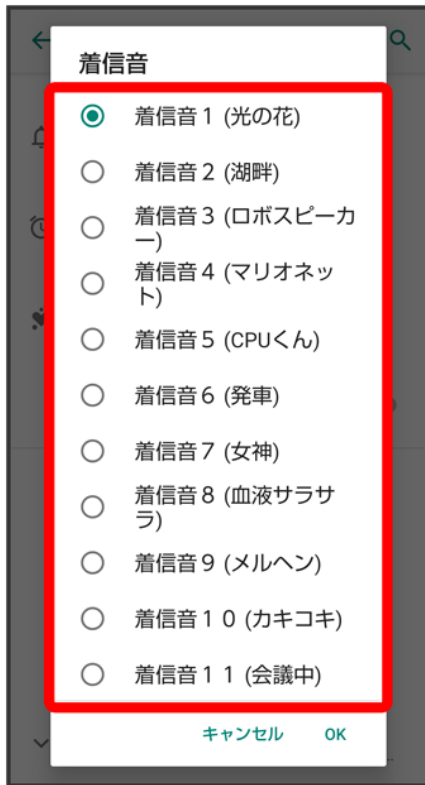 着信音
着信音１ (光の花)
着信音２ (湖畔)
着信音３ (ロボスピーカ
ー)
着信音４ (マリオネッ
ト)
着信音５ (CPUくん)
着信音６ (発車)
着信音７ (女神)
着信音８ (血液サラサ
ラ)
着信音９ (メルヘン)
着信音１０ (カキコキ)
着信音１１ (会議中)
キャンセル OK